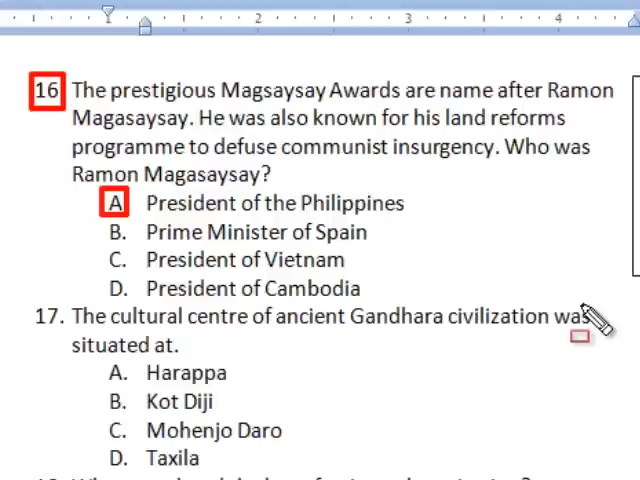 1 2 3 4
16 The prestigious Magsaysay Awards are name after Ramon
Magasaysay. He was also known for his land reforms
programme to defuse communist insurgency. Who was
Ramon Magasaysay?
A President of the Philippines
B. Prime Minister of Spain
C. President of Vietnam
D. President of Cambodia
17. The cultural centre of ancient Gandhara civilization was
situated at.
A. Harappa
B. Kot Diji
C. Mohenjo Daro
D. Taxila